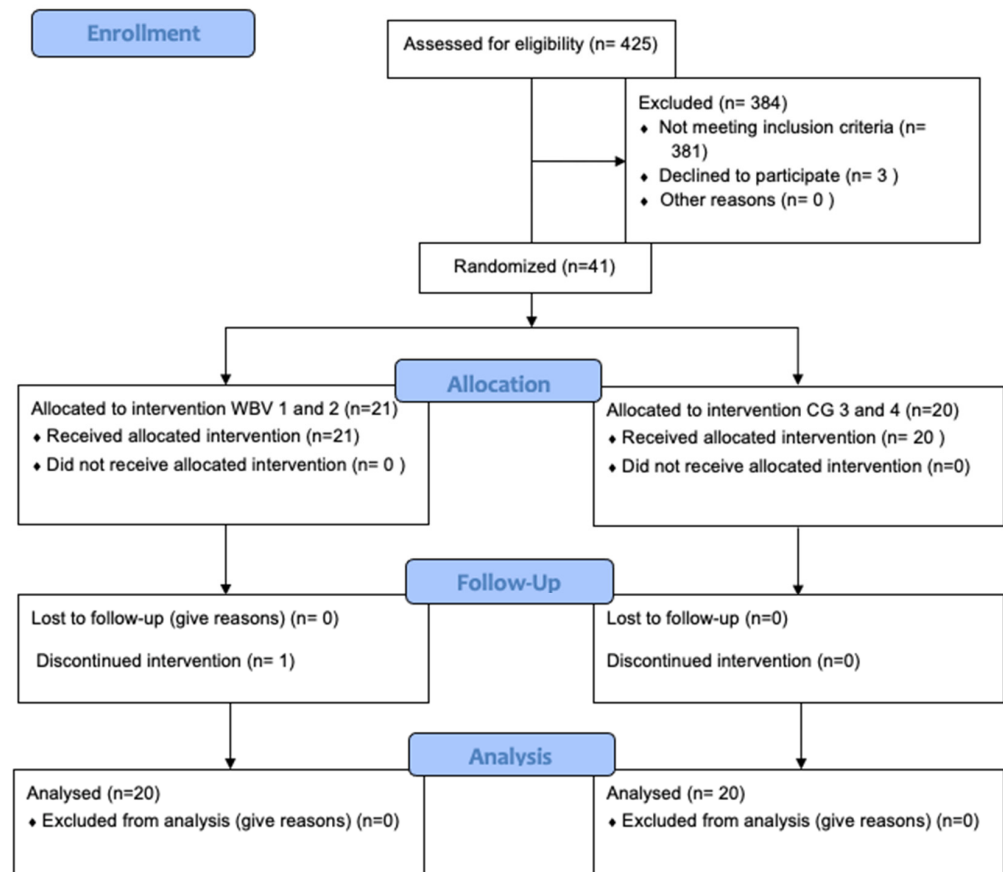 Enrollment
Assessed for eligibility (n= 425)
Excluded (n= 384)
♦ Not meeting inclusion criteria (n=
381)
♦ Declined to participate (n= 3 )
♦ Other reasons (n= 0 )
Randomized (n=41)
Allocation
Allocated to intervention WBV 1 and 2 (n=21)
♦ Received allocated intervention (n=21)
♦ Did not receive allocated intervention (n= 0 )
Allocated to intervention CG 3 and 4 (n=20)
♦ Received allocated intervention (n= 20 )
♦ Did not receive allocated intervention (n=0)
Follow-Up
Lost to follow-up (give reasons) (n= 0)
Discontinued intervention (n= 1)
Lost to follow-up (n=0)
Discontinued intervention (n=0)
Analysis
Analysed (n=20)
♦ Excluded from analysis (give reasons) (n=0)
Analysed (n= 20)
♦ Excluded from analysis (give reasons) (n=0)